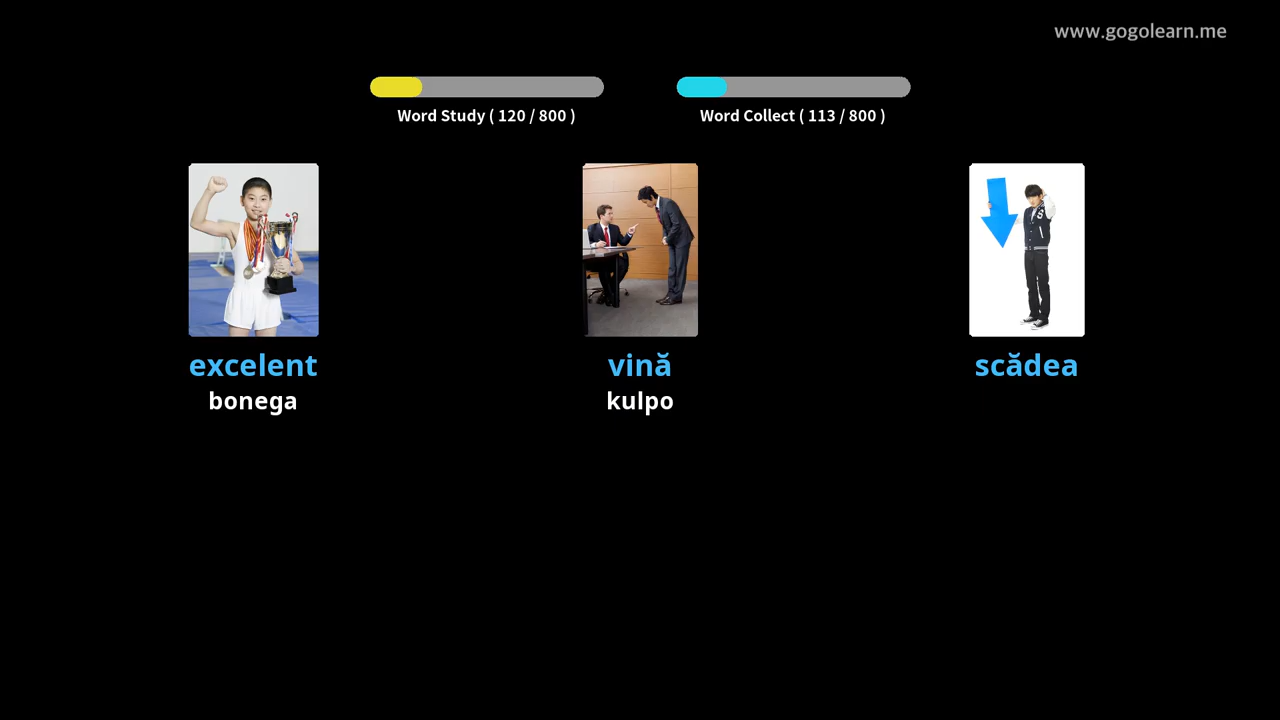 www.gogolearn.me
Word Study ( 120 / 800 )
Word Collect ( 113 / 800 )
excelent
bonega
vină
kulpo
scădea